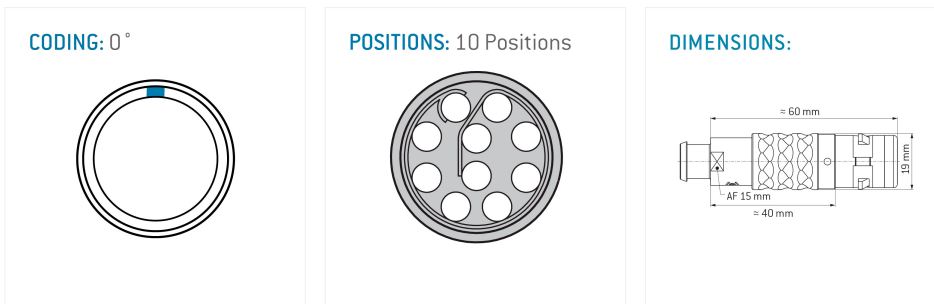 CODING: 0°
POSITIONS: 10 Positions
DIMENSIONS:
≈ 60 mm
19 mm
AF 15 mm
≈ 40 mm